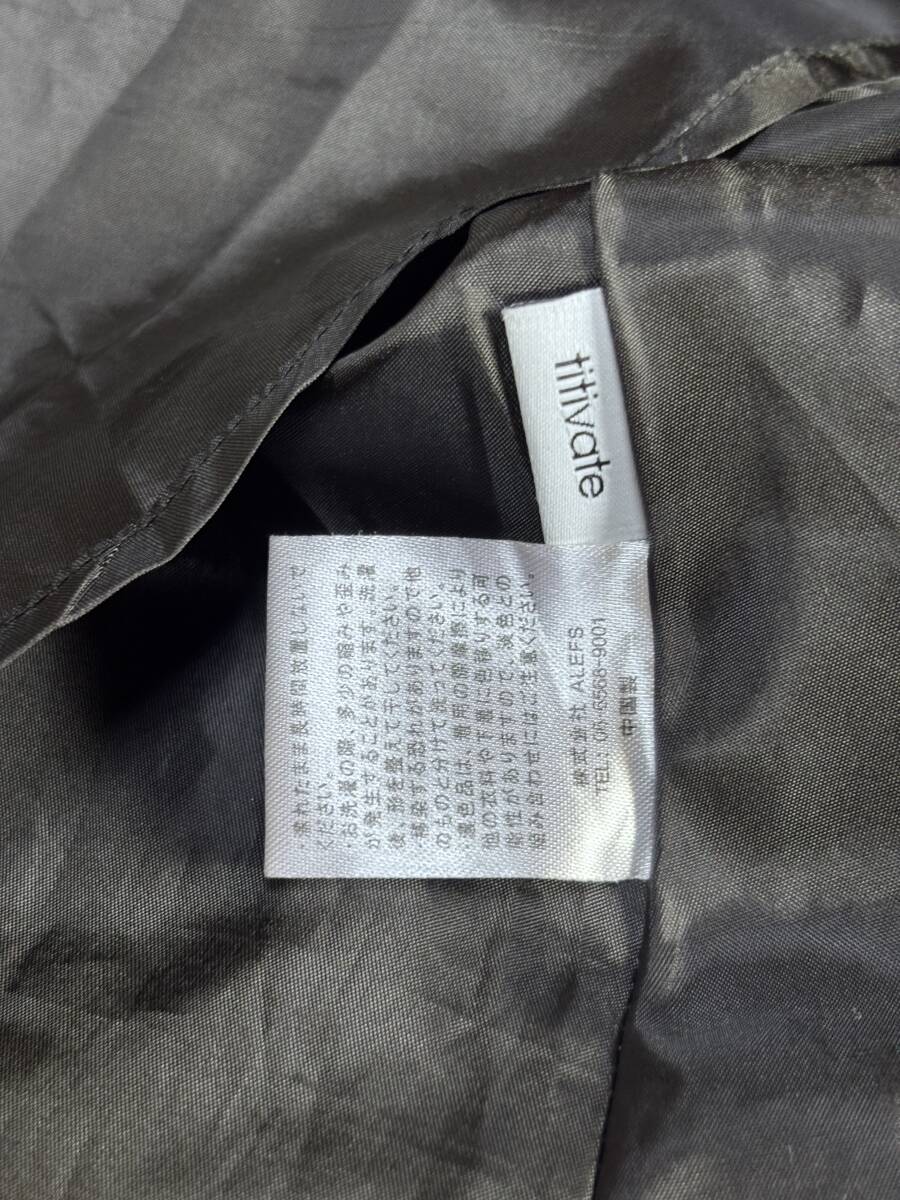 titivate
・濡れたまま長時間放置しないで
ください。
・お洗濯の際、多少の縮みや歪み
が発生することがあります。洗濯
後、形を整えて干してください。
・移染する恐れがありますので他
のものと分けて洗ってください。
・濃色品は、着用の際摩擦により
他の衣料や下着に色移りする可
能性がありますので、淡色との
組み合わせにはご注意ください。
株式会社 ALEFS
TEL : 06-6568-9001
中国製